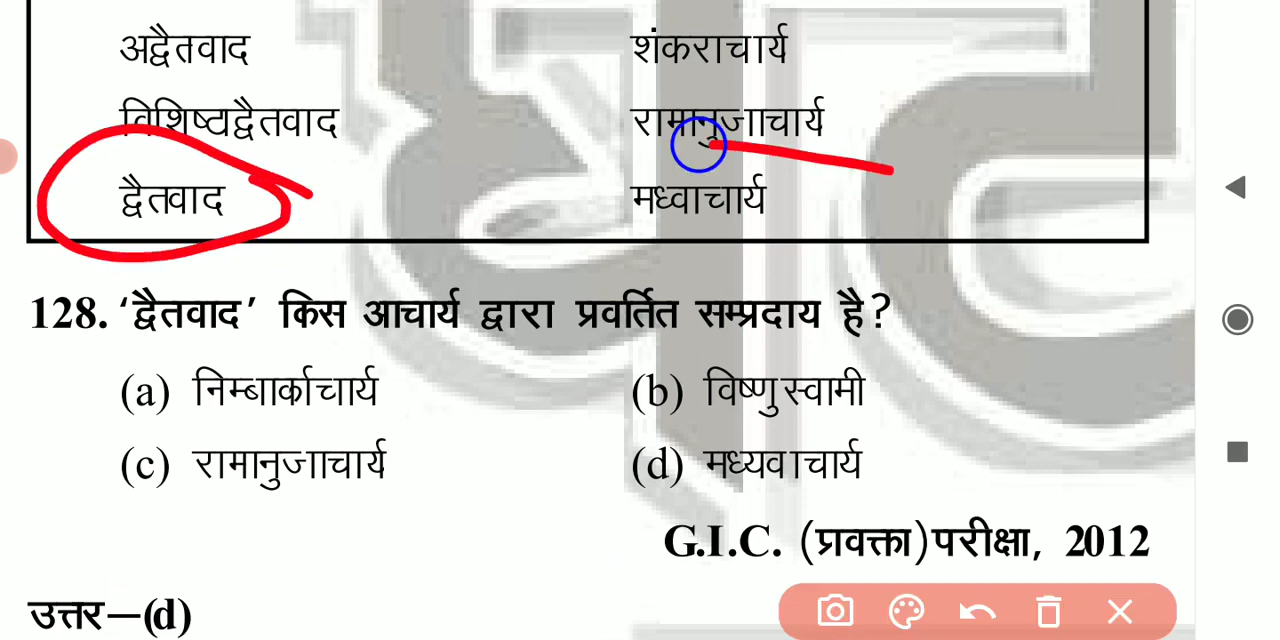 अद्वैतवाद शंकराचार्य
विशिष्टाद्वैतवाद रामानुजाचार्य
द्वैतवाद मध्वाचार्य
128. ‘द्वैतवाद’ किस आचार्य द्वारा प्रवर्तित सम्प्रदाय है?
(a) निम्बार्काचार्य (b) विष्णुस्वामी
(c) रामानुजाचार्य (d) मध्यवाचार्य
G.I.C. (प्रवक्ता) परीक्षा, 2012
उत्तर—(d)